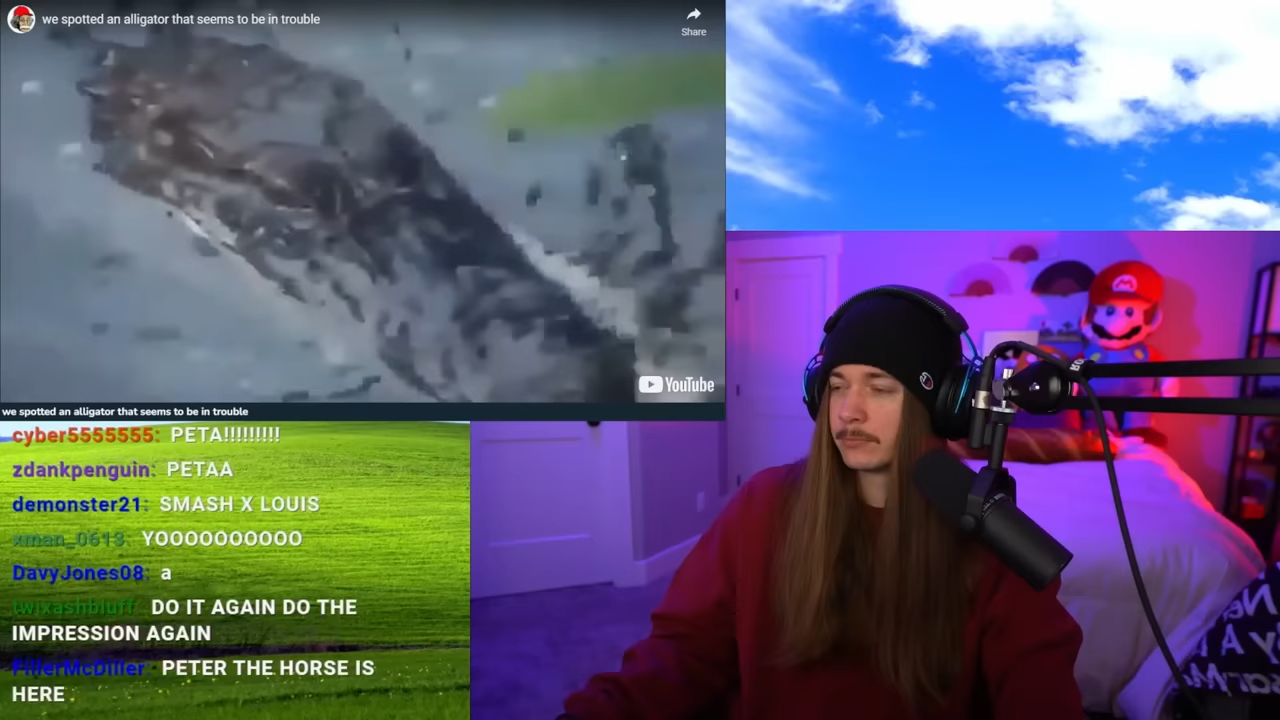 we spotted an alligator that seems to be in trouble
Share
YouTube
we spotted an alligator that seems to be in trouble
cyber5555555: PETA!!!!!!!!!
zdankpenguin: PETAA
demonster21: SMASH X LOUIS
xman_0613: YOOOOOOOOOO
DavyJones08: a
twixashbluff: DO IT AGAIN DO THE
IMPRESSION AGAIN
FillerMcDiller: PETER THE HORSE IS
HERE